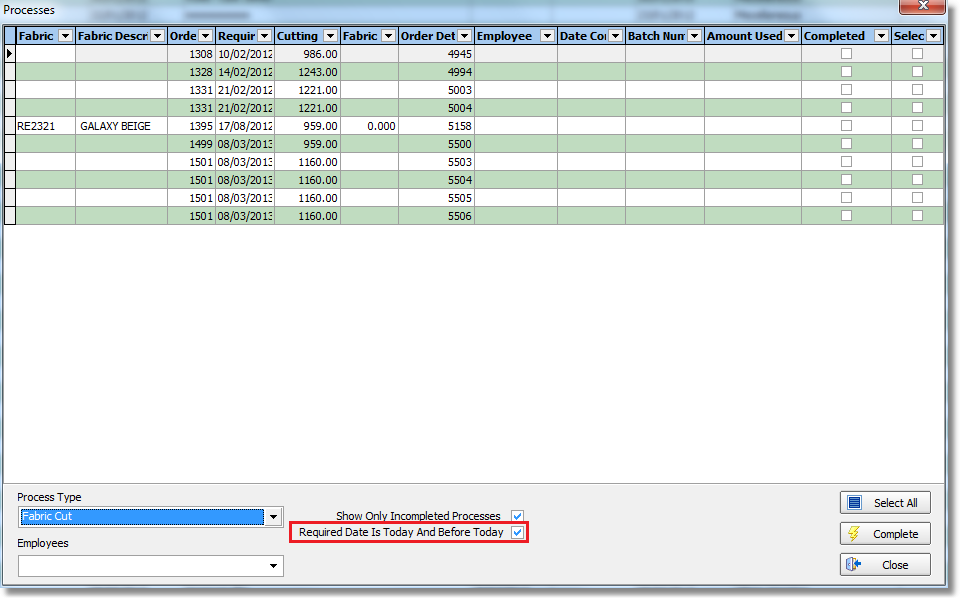 Processes
Fabric Fabric Descr Orde Requir Cutting Fabric Order Det Employee Date Co Batch Num Amount Used Completed Selec
1308 10/02/2012 986.00 4945
1328 14/02/2012 1243.00 4994
1331 21/02/2012 1221.00 5003
1331 21/02/2012 1221.00 5004
RE2321 GALAXY BEIGE 1395 17/08/2012 959.00 0.000 5158
1499 08/03/2013 959.00 5500
1501 08/03/2013 1160.00 5503
1501 08/03/2013 1160.00 5504
1501 08/03/2013 1160.00 5505
1501 08/03/2013 1160.00 5506
Process Type
Fabric Cut
Show Only Incompleted Processes
Required Date Is Today And Before Today
Employees
Select All
Complete
Close